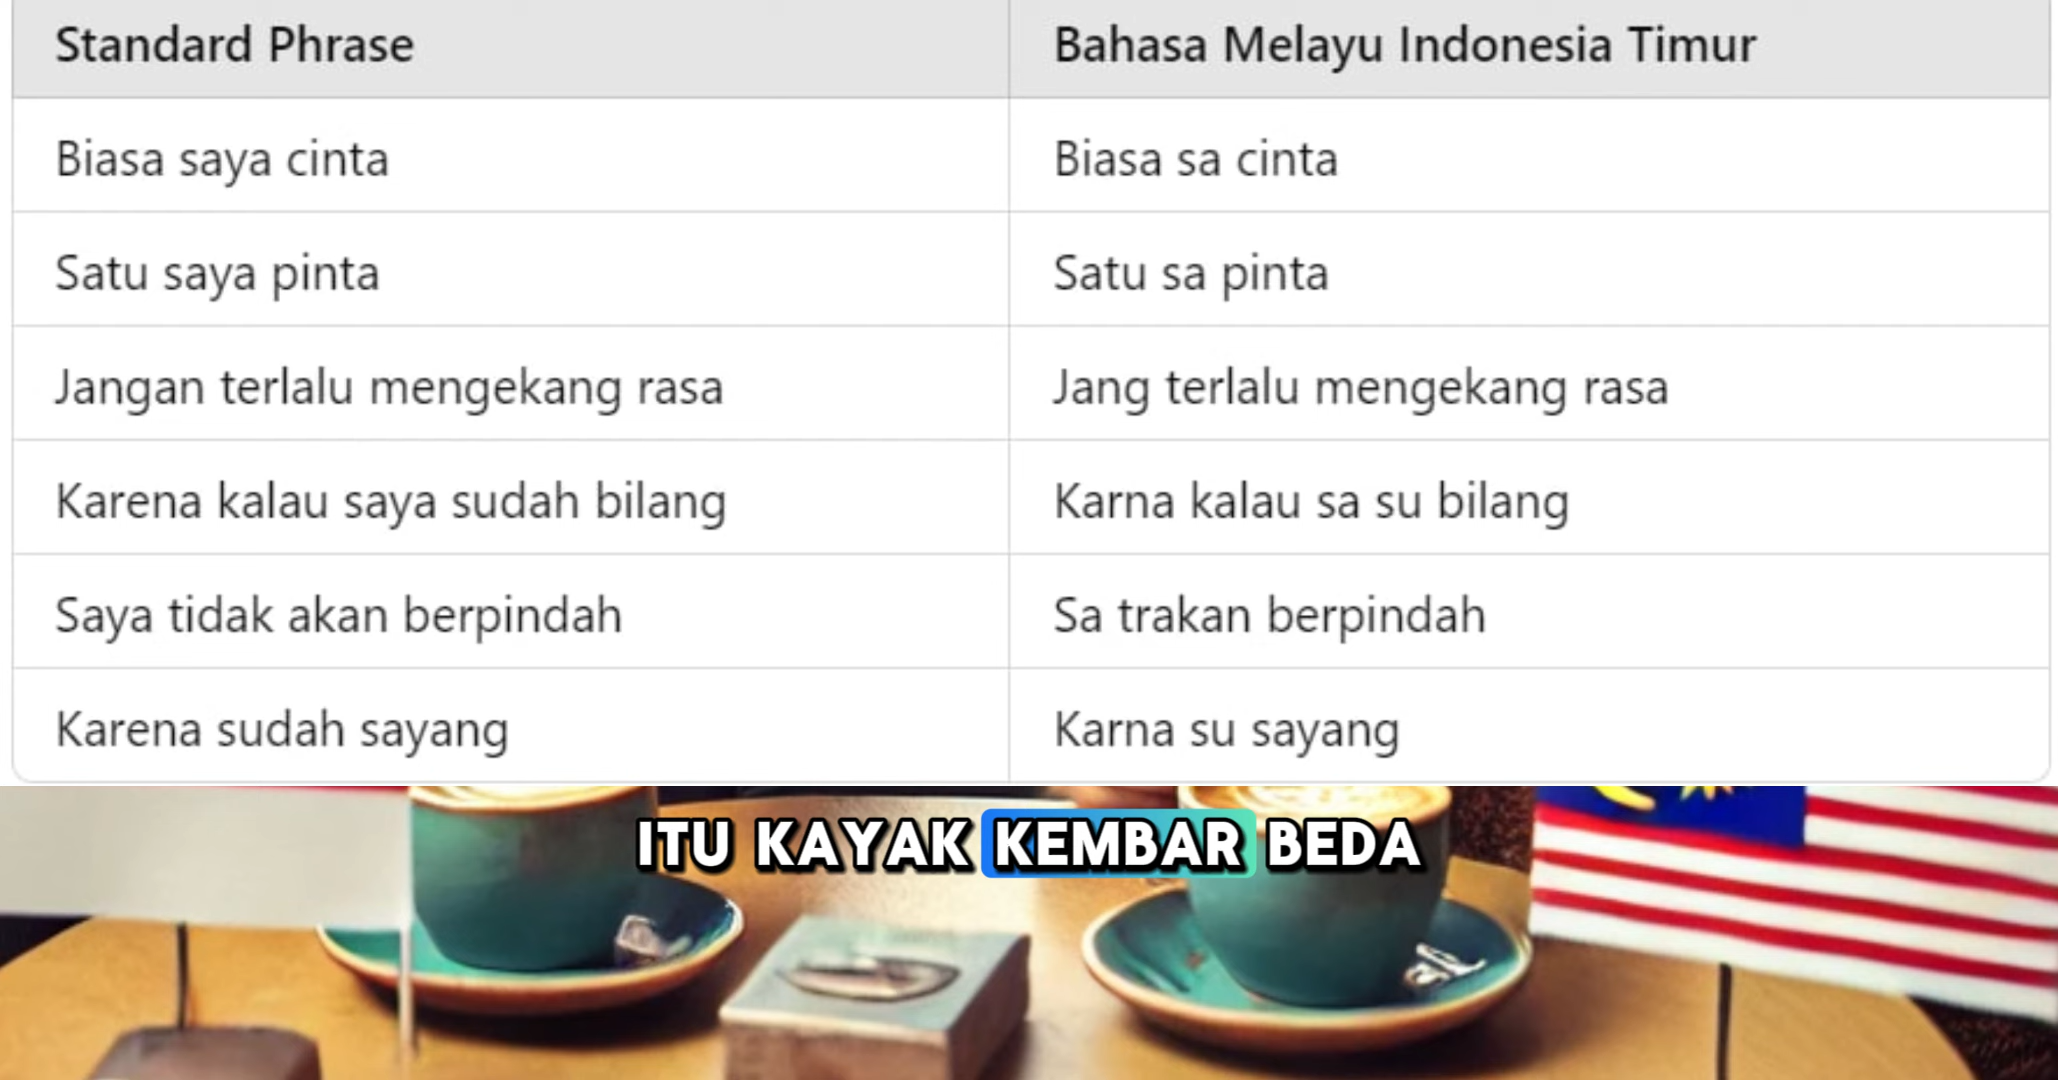 Standard Phrase
Bahasa Melayu Indonesia Timur
Biasa saya cinta
Biasa sa cinta
Satu saya pinta
Satu sa pinta
Jangan terlalu mengekang rasa
Jang terlalu mengekang rasa
Karena kalau saya sudah bilang
Karna kalau sa su bilang
Saya tidak akan berpindah
Sa trakan berpindah
Karena sudah sayang
Karna su sayang
ITU KAYAK KEMBAR BEDA